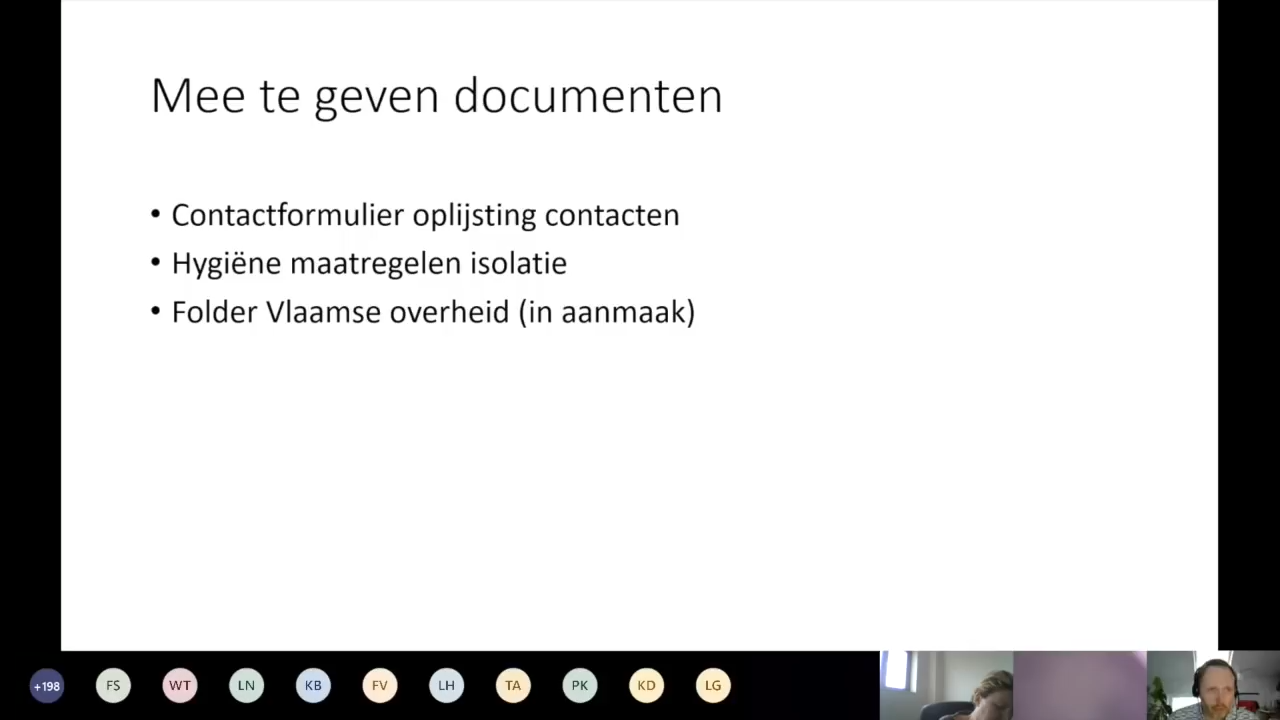 Mee te geven documenten
• Contactformulier oplijsting contacten
• Hygiëne maatregelen isolatie
• Folder Vlaamse overheid (in aanmaak)
+198 FS WT LN KB FV LH TA PK KD LG